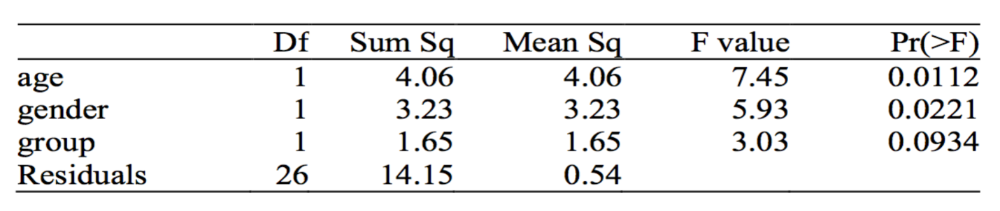 Df Sum Sq Mean Sq F value Pr(>F)
age 1 4.06 4.06 7.45 0.0112
gender 1 3.23 3.23 5.93 0.0221
group 1 1.65 1.65 3.03 0.0934
Residuals 26 14.15 0.54